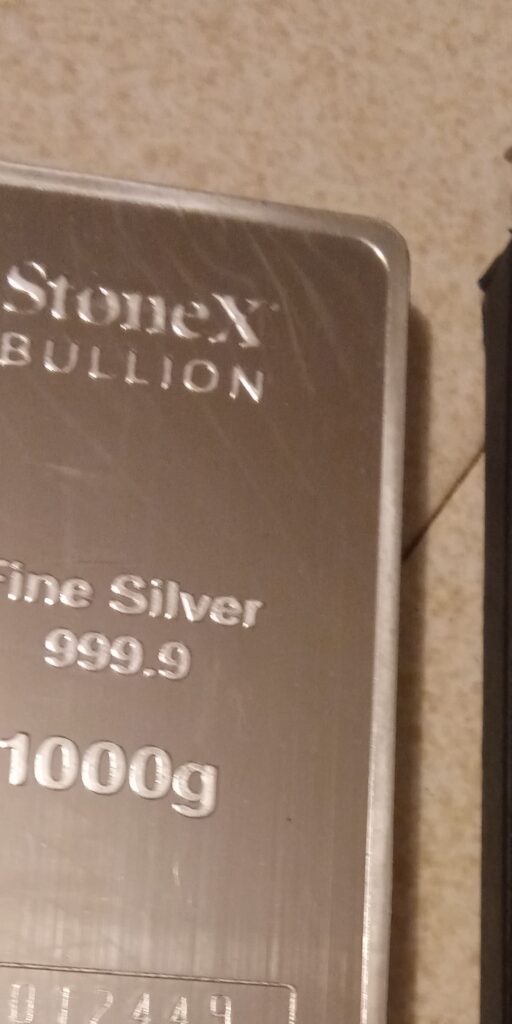 StoneX
BULLION
Fine Silver
999.9
1000g